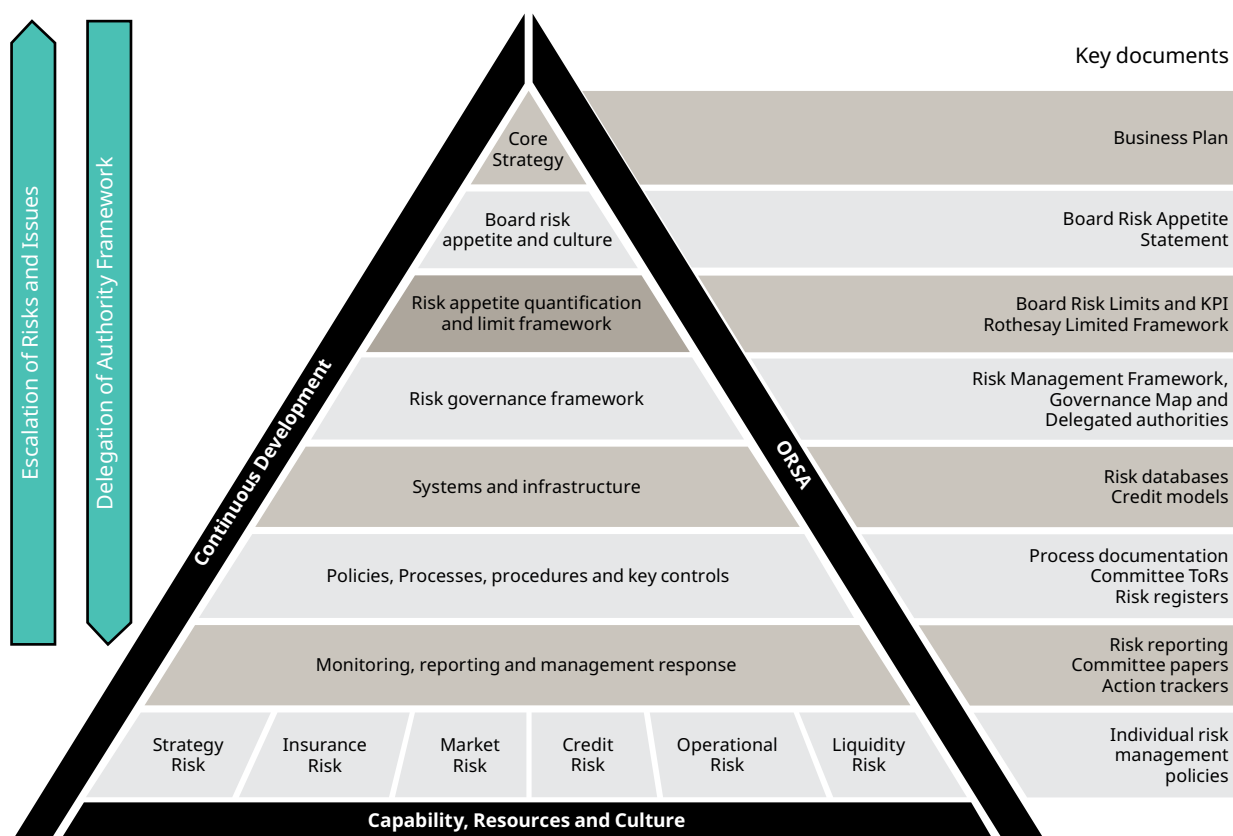 Key documents
Escalation of Risks and Issues
Delegation of Authority Framework
Continuous Development
ORSA
Core
Strategy
Business Plan
Board risk
appetite and culture
Board Risk Appetite
Statement
Risk appetite quantification
and limit framework
Board Risk Limits and KPI
Rothesay Limited Framework
Risk governance framework
Risk Management Framework,
Governance Map and
Delegated authorities
Systems and infrastructure
Risk databases
Credit models
Policies, Processes, procedures and key controls
Process documentation
Committee ToRs
Risk registers
Monitoring, reporting and management response
Risk reporting
Committee papers
Action trackers
Strategy
Risk
Insurance
Risk
Market
Risk
Credit
Risk
Operational
Risk
Liquidity
Risk
Individual risk
management
policies
Capability, Resources and Culture